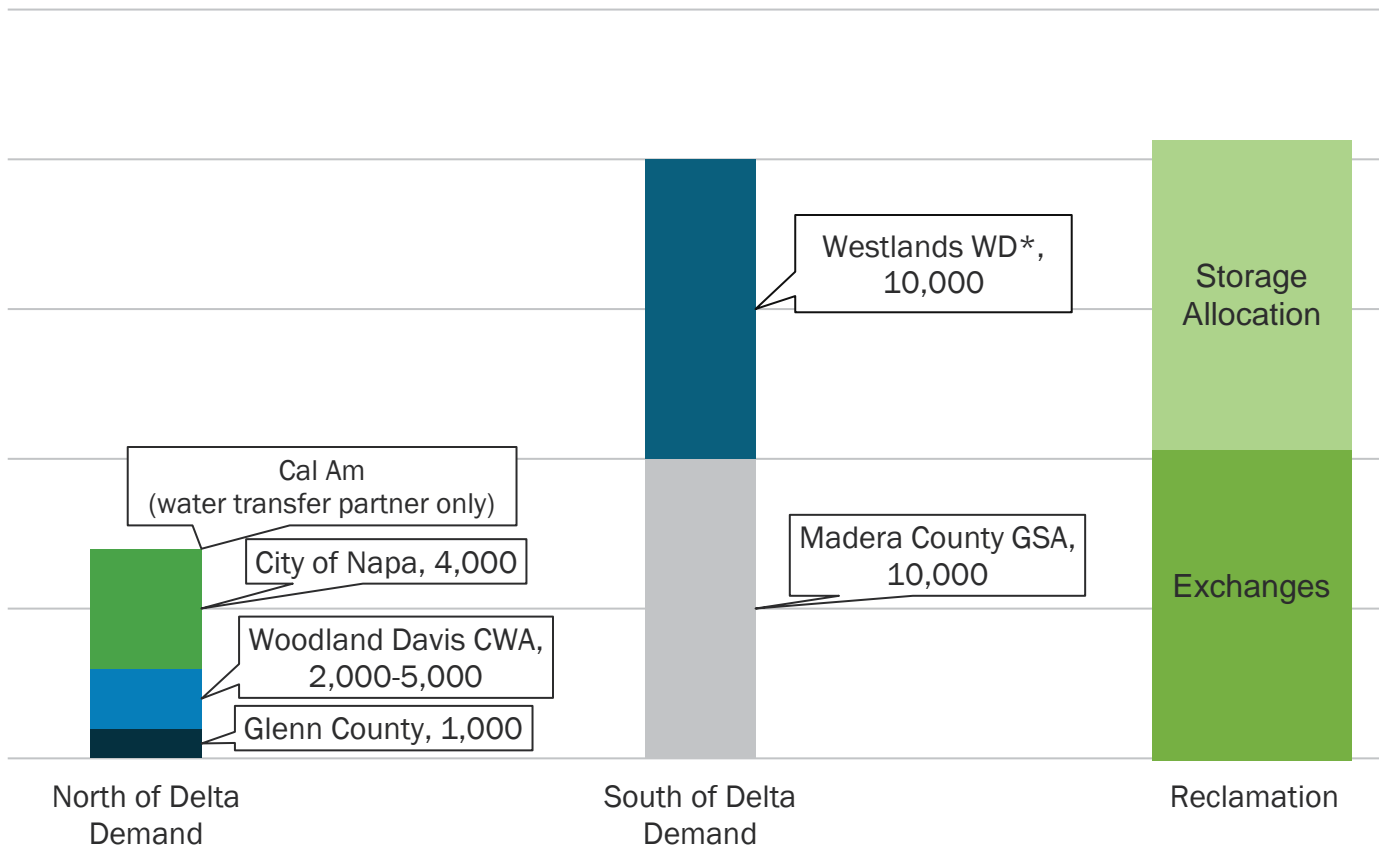 Cal Am
(water transfer partner only)
City of Napa, 4,000
Woodland Davis CWA,
2,000-5,000
Glenn County, 1,000
North of Delta
Demand
Westlands WD*,
10,000
Madera County GSA,
10,000
South of Delta
Demand
Storage
Allocation
Exchanges
Reclamation